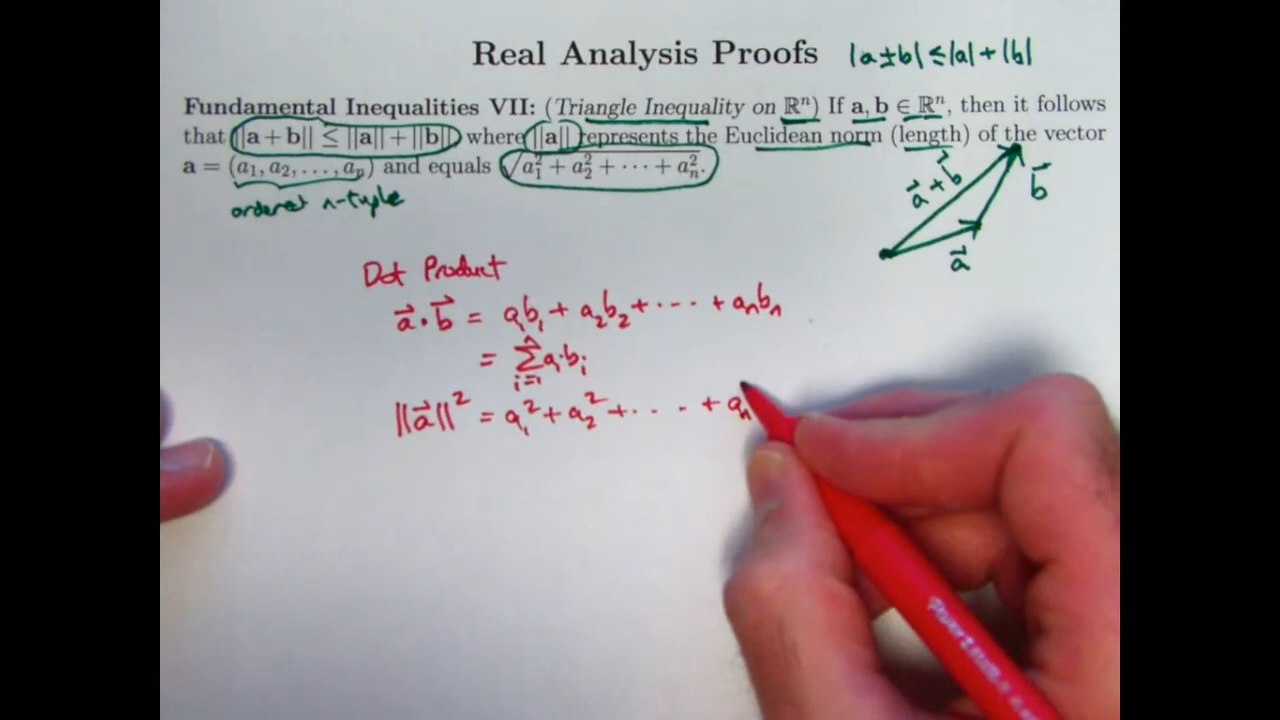 Real Analysis Proofs |a±b| ≤ |a| + |b|
Fundamental Inequalities VII: (Triangle Inequality on ℝⁿ) If a, b ∈ ℝⁿ, then it follows
that ||a + b|| ≤ ||a|| + ||b|| where ||a|| represents the Euclidean norm (length) of the vector
a = (a₁, a₂, . . . , aₙ) and equals √(a₁² + a₂² + · · · + aₙ²).
ordered n-tuple
a⃗ + b⃗
b⃗
a⃗
Dot Product
a⃗ · b⃗ = a₁b₁ + a₂b₂ + · · · + aₙbₙ
= Σᵢ₌₁ⁿ aᵢbᵢ
||a⃗||² = a₁² + a₂² + · · · + aₙ